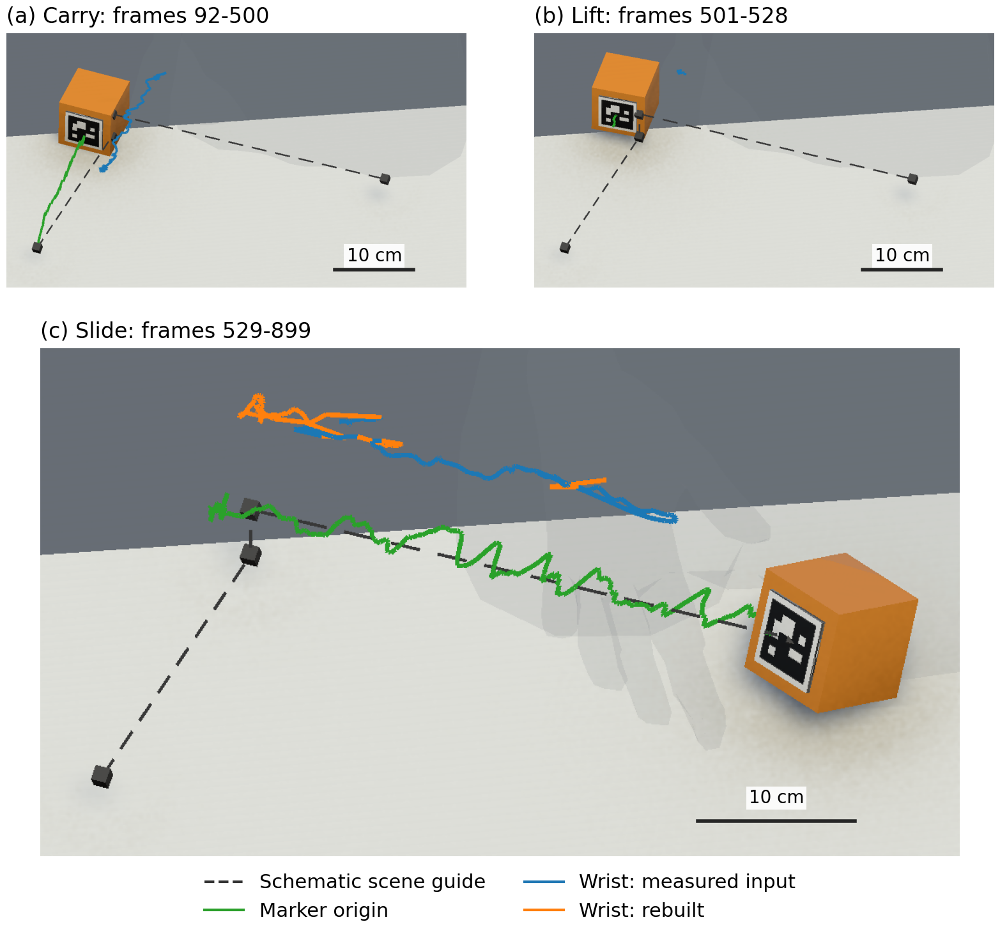 (a) Carry: frames 92-500
(b) Lift: frames 501-528
10 cm
10 cm
(c) Slide: frames 529-899
10 cm
Schematic scene guide
Marker origin
Wrist: measured input
Wrist: rebuilt